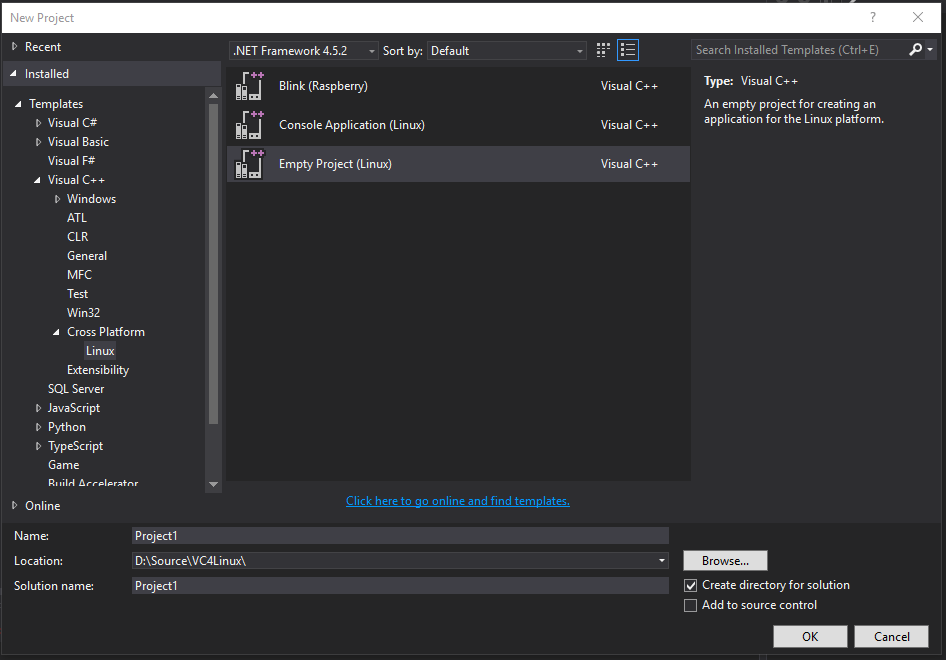 New Project
?
Recent
.NET Framework 4.5.2
Sort by:
Default
Search Installed Templates (Ctrl+E)
Installed
Templates
Visual C#
Visual Basic
Visual F#
Visual C++
Windows
ATL
CLR
General
MFC
Test
Win32
Cross Platform
Linux
Extensibility
SQL Server
JavaScript
Python
TypeScript
Game
Build Accelerator
Online
Blink (Raspberry) Visual C++
Console Application (Linux) Visual C++
Empty Project (Linux) Visual C++
Type: Visual C++
An empty project for creating an
application for the Linux platform.
Click here to go online and find templates.
Name: Project1
Location: D:\Source\VC4Linux\
Browse...
Solution name: Project1
Create directory for solution
Add to source control
OK
Cancel